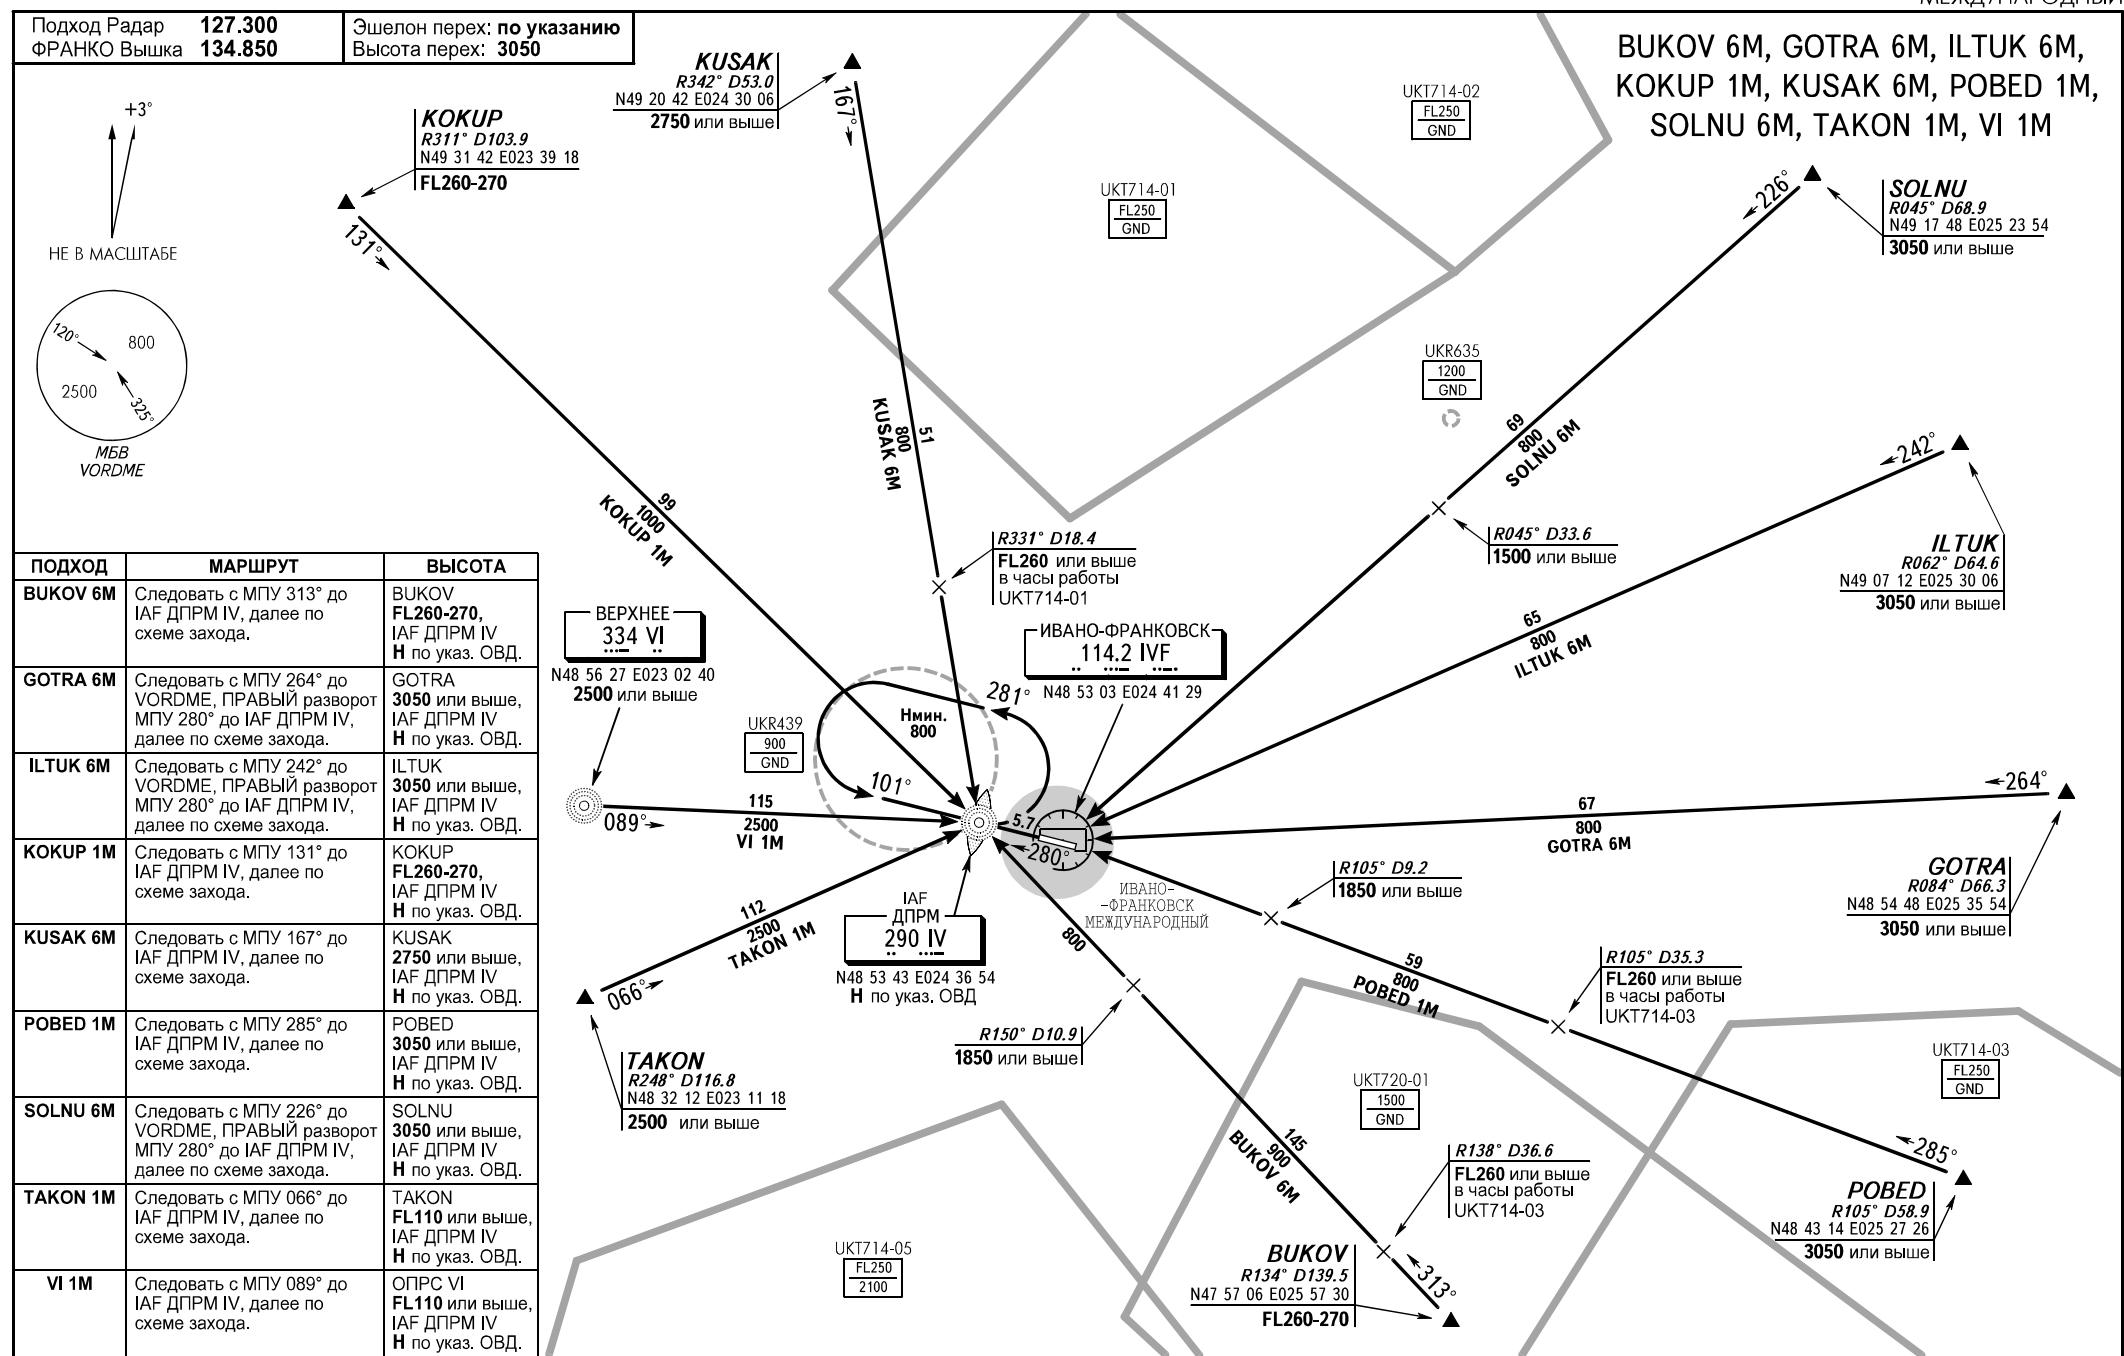 МЕЖДУНАРОДНЫЙ
Подход Радар 127.300
ФРАНКО Вышка 134.850
Эшелон перех: по указанию
Высота перех: 3050
BUKOV 6M, GOTRA 6M, ILTUK 6M,
KOKUP 1M, KUSAK 6M, POBED 1M,
SOLNU 6M, TAKON 1M, VI 1M
+3°
НЕ В МАСШТАБЕ
120°
800
2500
325°
МБВ
VORDME
KOKUP
R311° D103.9
N49 31 42 E023 39 18
FL260-270
131°
99
1000
KOKUP 1M
KUSAK
R342° D53.0
N49 20 42 E024 30 06
2750 или выше
167°
51
800
KUSAK 6M
UKT714-02
FL250
GND
UKT714-01
FL250
GND
SOLNU
R045° D68.9
N49 17 48 E025 23 54
3050 или выше
226°
69
800
SOLNU 6M
UKR635
1200
GND
R045° D33.6
1500 или выше
242°
ILTUK
R062° D64.6
N49 07 12 E025 30 06
3050 или выше
65
800
ILTUK 6M
R331° D18.4
FL260 или выше
в часы работы
UKT714-01
ВЕРХНЕЕ
334 VI
N48 56 27 E023 02 40
2500 или выше
ИВАНО-ФРАНКОВСК
114.2 IVF
N48 53 03 E024 41 29
281°
Hмин.
800
UKR439
900
GND
101°
089°
115
2500
VI 1M
5.7
280°
264°
67
800
GOTRA 6M
GOTRA
R084° D66.3
N48 54 48 E025 35 54
3050 или выше
R105° D9.2
1850 или выше
ИВАНО-
-ФРАНКОВСК
МЕЖДУНАРОДНЫЙ
IAF
ДПРМ
290 IV
N48 53 43 E024 36 54
H по указ. ОВД
112
2500
TAKON 1M
066°
TAKON
R248° D116.8
N48 32 12 E023 11 18
2500 или выше
800
R150° D10.9
1850 или выше
59
800
POBED 1M
R105° D35.3
FL260 или выше
в часы работы
UKT714-03
UKT714-03
FL250
GND
UKT720-01
1500
GND
285°
POBED
R105° D58.9
N48 43 14 E025 27 26
3050 или выше
145
900
BUKOV 6M
R138° D36.6
FL260 или выше
в часы работы
UKT714-03
UKT714-05
FL250
2100
BUKOV
R134° D139.5
N47 57 06 E025 57 30
FL260-270
313°
ПОДХОД МАРШРУТ ВЫСОТА
BUKOV 6M
Следовать с МПУ 313° до
IAF ДПРМ IV, далее по
схеме захода.
BUKOV
FL260-270,
IAF ДПРМ IV
H по указ. ОВД.
GOTRA 6M
Следовать с МПУ 264° до
VORDME, ПРАВЫЙ разворот
МПУ 280° до IAF ДПРМ IV,
далее по схеме захода.
GOTRA
3050 или выше,
IAF ДПРМ IV
H по указ. ОВД.
ILTUK 6M
Следовать с МПУ 242° до
VORDME, ПРАВЫЙ разворот
МПУ 280° до IAF ДПРМ IV,
далее по схеме захода.
ILTUK
3050 или выше,
IAF ДПРМ IV
H по указ. ОВД.
KOKUP 1M
Следовать с МПУ 131° до
IAF ДПРМ IV, далее по
схеме захода.
KOKUP
FL260-270,
IAF ДПРМ IV
H по указ. ОВД.
KUSAK 6M
Следовать с МПУ 167° до
IAF ДПРМ IV, далее по
схеме захода.
KUSAK
2750 или выше,
IAF ДПРМ IV
H по указ. ОВД.
POBED 1M
Следовать с МПУ 285° до
IAF ДПРМ IV, далее по
схеме захода.
POBED
3050 или выше,
IAF ДПРМ IV
H по указ. ОВД.
SOLNU 6M
Следовать с МПУ 226° до
VORDME, ПРАВЫЙ разворот
МПУ 280° до IAF ДПРМ IV,
далее по схеме захода.
SOLNU
3050 или выше,
IAF ДПРМ IV
H по указ. ОВД.
TAKON 1M
Следовать с МПУ 066° до
IAF ДПРМ IV, далее по
схеме захода.
TAKON
FL110 или выше,
IAF ДПРМ IV
H по указ. ОВД.
VI 1M
Следовать с МПУ 089° до
IAF ДПРМ IV, далее по
схеме захода.
ОПРС VI
FL110 или выше,
IAF ДПРМ IV
H по указ. ОВД.